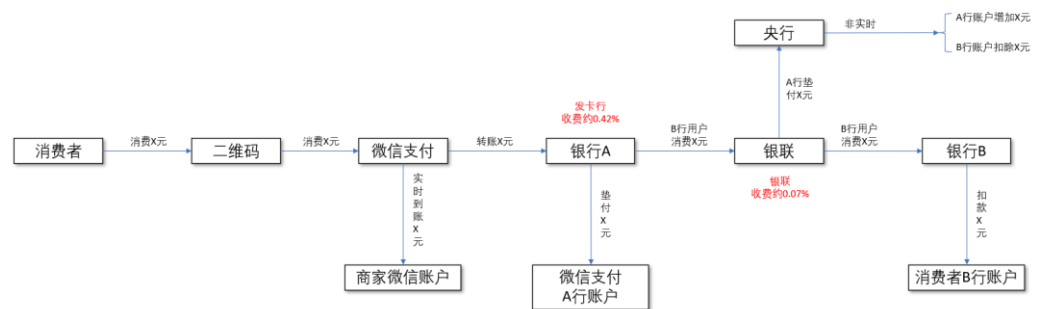 央行
非实时
A行账户增加X元
B行账户扣除X元
A行垫
付X元
发卡行
收费约0.42%
消费者
消费X元
二维码
消费X元
微信支付
转账X元
银行A
B行用户
消费X元
银联
B行用户
消费X元
银行B
银联
收费约0.07%
实
时
到
账
X
元
垫
付
X
元
扣
款
X
元
商家微信账户
微信支付
A行账户
消费者B行账户